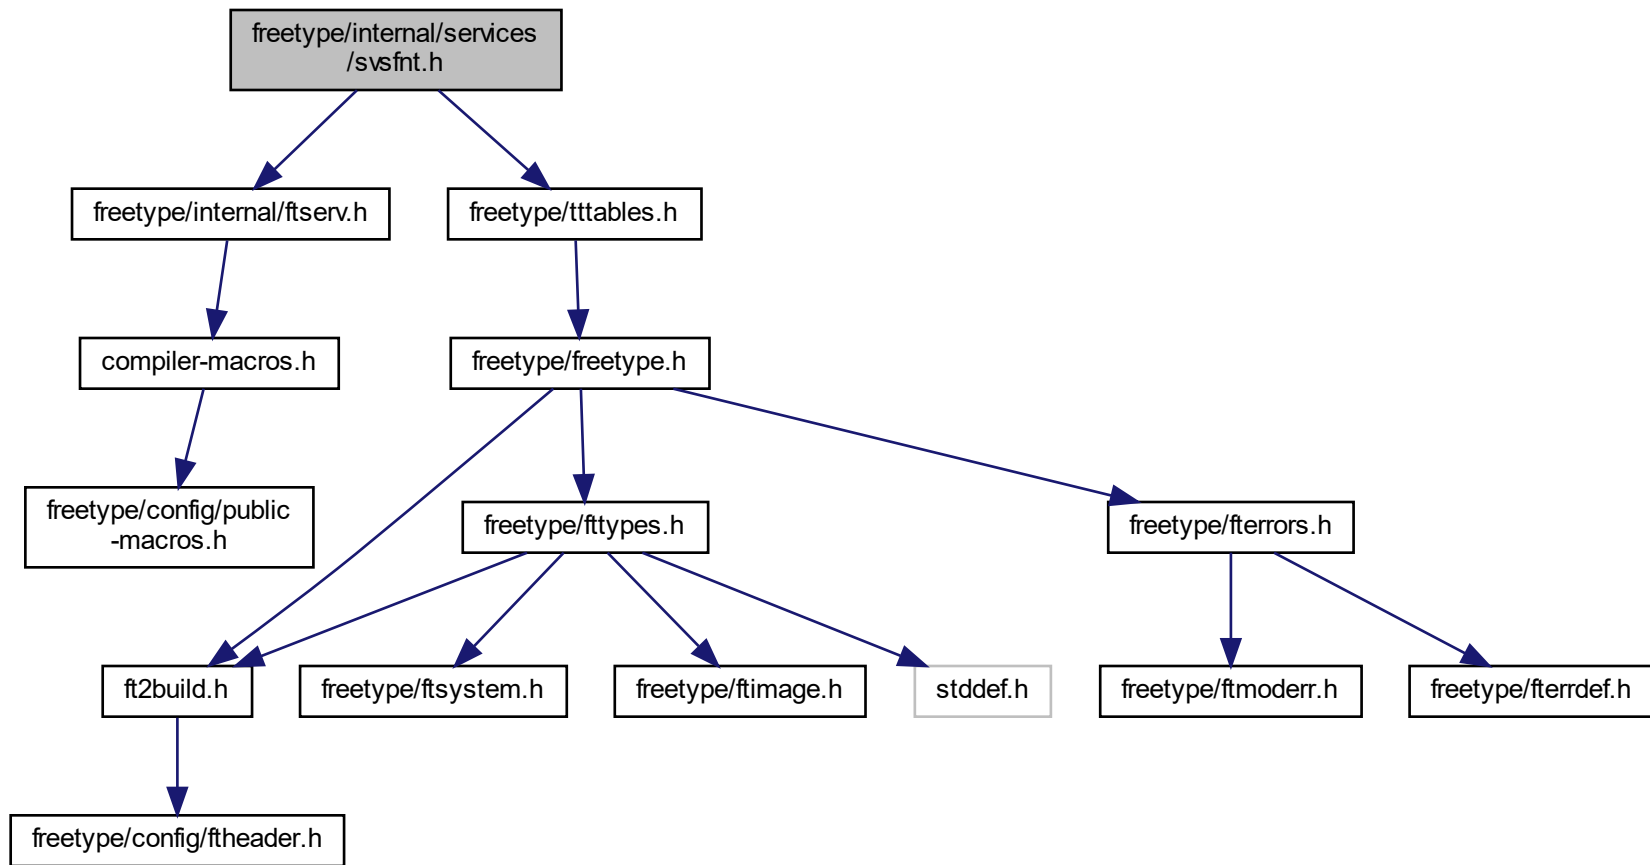 freetype/internal/services
/svsfnt.h
freetype/internal/ftserv.h
freetype/tttables.h
compiler-macros.h
freetype/freetype.h
freetype/config/public
-macros.h
freetype/fttypes.h
freetype/fterrors.h
ft2build.h
freetype/ftsystem.h
freetype/ftimage.h
stddef.h
freetype/ftmoderr.h
freetype/fterrdef.h
freetype/config/ftheader.h